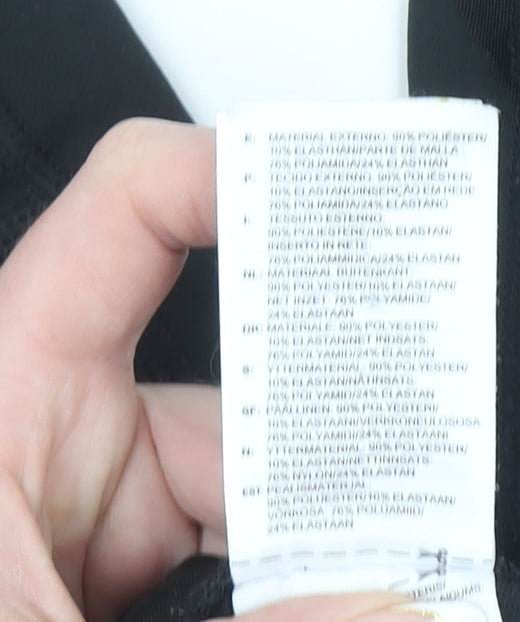 E: MATERIAL EXTERNO: 90% POLIÉSTER/
10% ELASTHAN/PARTE DE MALLA
76% POLIAMIDA/24% ELASTHAN
P: TECIDO EXTERNO: 90% POLIÉSTER/
10% ELASTANO/INSERÇÃO EM REDE
76% POLIAMIDA/24% ELASTANO
I: TESSUTO ESTERNO:
90% POLIESTERE/10% ELASTAN/
INSERTO IN RETE:
76% POLIAMMIDICA/24% ELASTAN
NL: MATERIAAL BUITENKANT:
90% POLYESTER/10% ELASTAAN/
NET INZET: 76% POLYAMIDE/
24% ELASTAAN
DK: MATERIALE: 90% POLYESTER/
10% ELASTAN/NET INDSATS:
76% POLYAMID/24% ELASTAN
S: YTTERMATERIAL: 90% POLYESTER/
10% ELASTAN/NÄTINSATS:
76% POLYAMID/24% ELASTAN
SF: PÄÄLLINEN: 90% POLYESTERI/
10% ELASTAANI/VERKKONEULOSOSA:
76% POLYAMIDI/24% ELASTAANI
N: YTTERMATERIAL: 90% POLYESTER/
10% ELASTAN/NETTINNSATS:
76% NYLON/24% ELASTAN
EST: PEALISMATERJAL:
90% POLÜESTER/10% ELASTAAN/
VÕRKOSA: 76% POLÜAMIID/
24% ELASTAAN